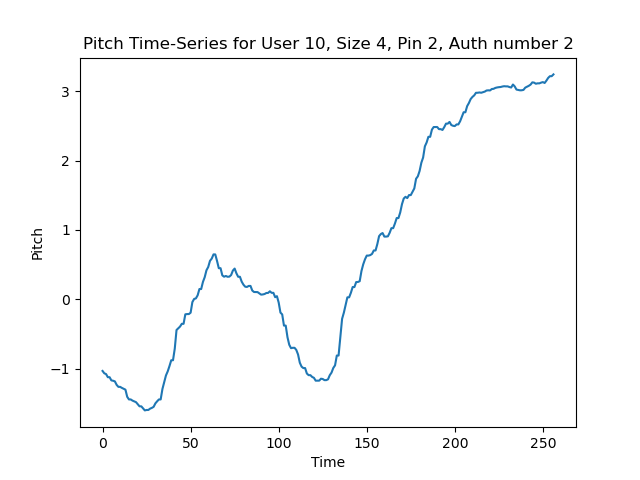 Pitch Time-Series for User 10, Size 4, Pin 2, Auth number 2
3
2
1
0
−1
Pitch
0 50 100 150 200 250
Time